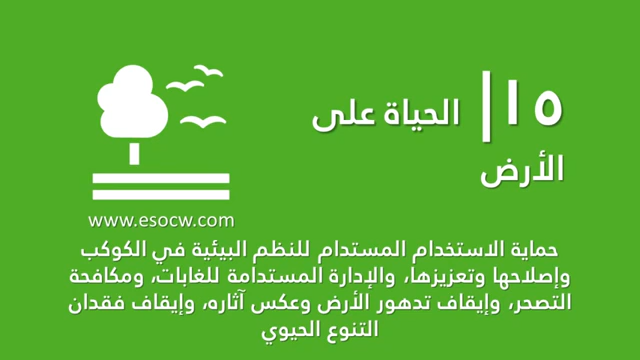 ١٥| الحياة على
الأرض
www.esocw.com
حماية الاستخدام المستدام للنظم البيئية في الكوكب
وإصلاحها وتعزيزها، والإدارة المستدامة للغابات، ومكافحة
التصحر، وإيقاف تدهور الأرض وعكس آثاره، وإيقاف فقدان
التنوع الحيوي